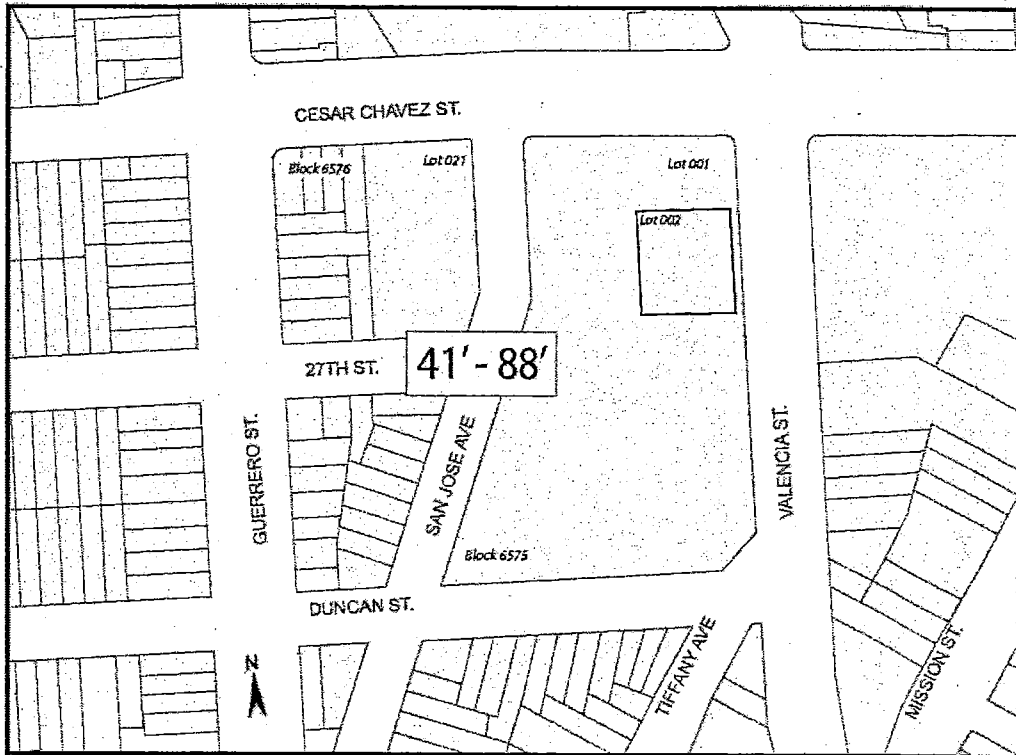 CESAR CHAVEZ ST.
Block 6576
Lot 021
Lot 001
Lot 002
27TH ST.
41' - 88'
GUERRERO ST.
SAN JOSE AVE
VALENCIA ST.
Block 6575
DUNCAN ST.
N
TIFFANY AVE
MISSION ST.